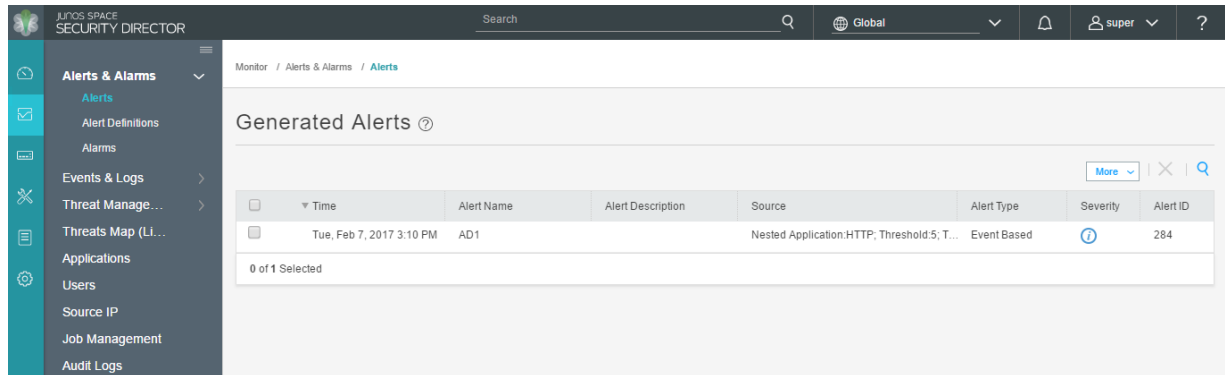 JUNOS SPACE
SECURITY DIRECTOR
Search
Global
super
?
Alerts & Alarms
Alerts
Alert Definitions
Alarms
Events & Logs
Threat Manage...
Threats Map (Li...
Applications
Users
Source IP
Job Management
Audit Logs
Monitor / Alerts & Alarms / Alerts
Generated Alerts ?
More
Time Alert Name Alert Description Source Alert Type Severity Alert ID
Tue, Feb 7, 2017 3:10 PM AD1 Nested Application:HTTP; Threshold:5; T... Event Based i 284
0 of 1 Selected